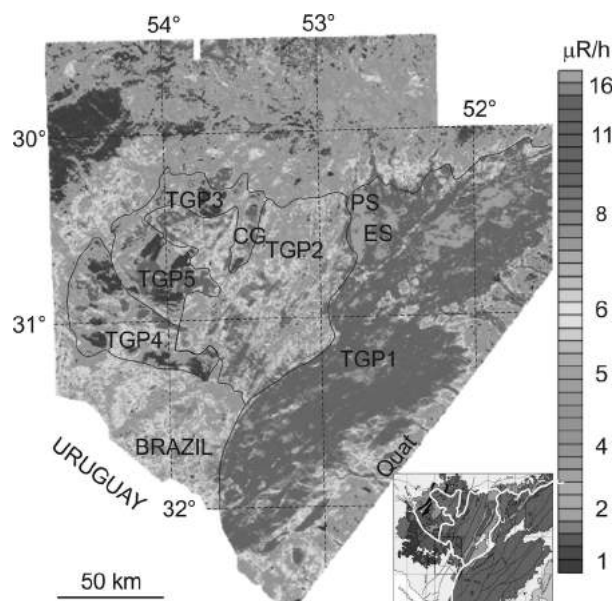 54° 53° µR/h
52° 16
11
30°
TGP3 PS 8
CG TGP2 ES
TGP5 6
31°
TGP4 TGP1
4
BRAZIL
URUGUAY Quat
2
32°
1
50 km